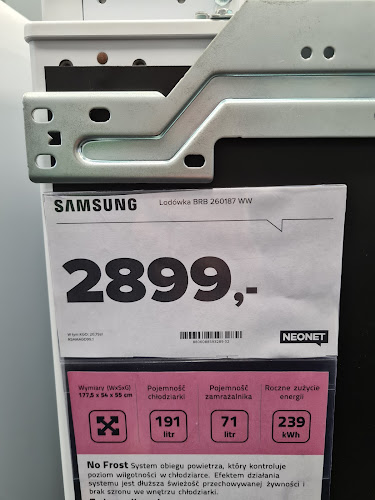 SAMSUNG Lodówka BRB 260187 WW
2899,-
NEONET
Wymiary (WxSxG) Pojemność Pojemność Roczne zużycie
177,5 x 54 x 55 cm chłodziarki zamrażalnika energii
191 71 239
litr litr kWh
No Frost System obiegu powietrza, który kontroluje
poziom wilgotności w chłodziarce. Efektem działania
systemu jest dłuższa świeżość przechowywanej żywności i
brak szronu we wnętrzu chłodziarki.